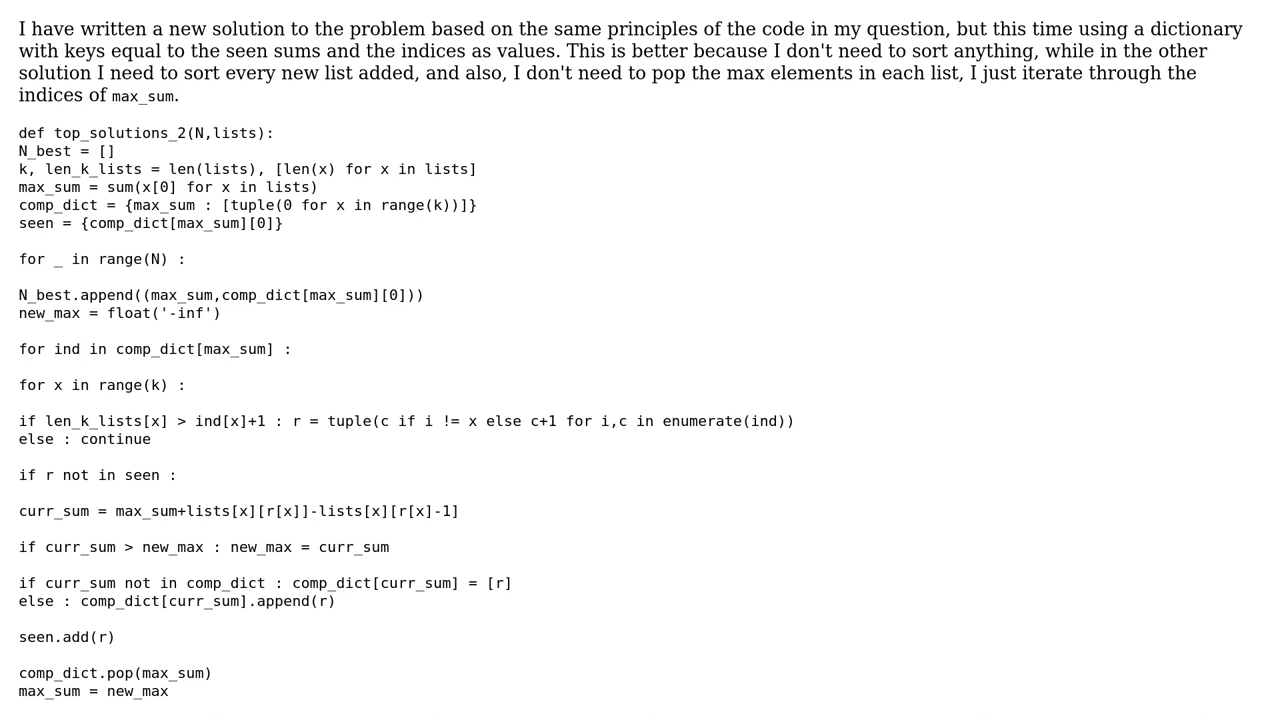 I have written a new solution to the problem based on the same principles of the code in my question, but this time using a dictionary
with keys equal to the seen sums and the indices as values. This is better because I don't need to sort anything, while in the other
solution I need to sort every new list added, and also, I don't need to pop the max elements in each list, I just iterate through the
indices of max_sum.
def top_solutions_2(N,lists):
N_best = []
k, len_k_lists = len(lists), [len(x) for x in lists]
max_sum = sum(x[0] for x in lists)
comp_dict = {max_sum : [tuple(0 for x in range(k))]}
seen = {comp_dict[max_sum][0]}
for _ in range(N) :
N_best.append((max_sum,comp_dict[max_sum][0]))
new_max = float('-inf')
for ind in comp_dict[max_sum] :
for x in range(k) :
if len_k_lists[x] > ind[x]+1 : r = tuple(c if i != x else c+1 for i,c in enumerate(ind))
else : continue
if r not in seen :
curr_sum = max_sum+lists[x][r[x]]-lists[x][r[x]-1]
if curr_sum > new_max : new_max = curr_sum
if curr_sum not in comp_dict : comp_dict[curr_sum] = [r]
else : comp_dict[curr_sum].append(r)
seen.add(r)
comp_dict.pop(max_sum)
max_sum = new_max